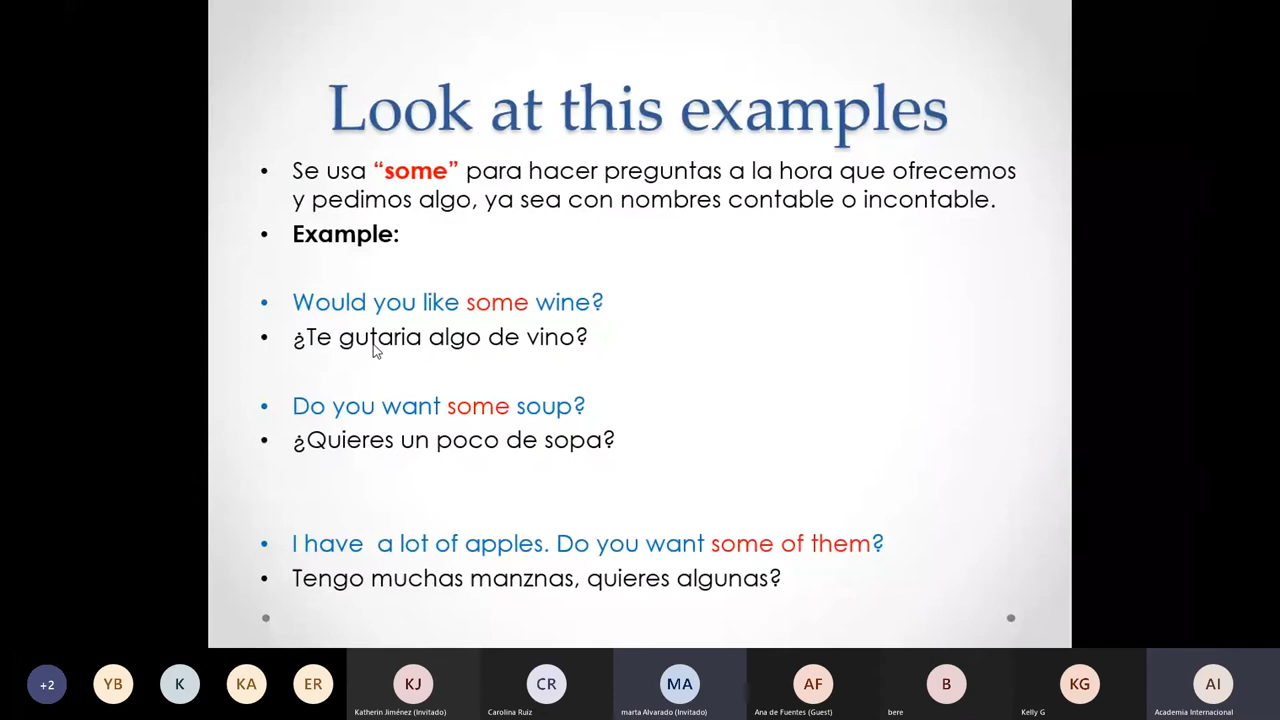 Look at this examples
• Se usa “some” para hacer preguntas a la hora que ofrecemos
y pedimos algo, ya sea con nombres contable o incontable.
• Example:
• Would you like some wine?
• ¿Te gutaria algo de vino?
• Do you want some soup?
• ¿Quieres un poco de sopa?
• I have a lot of apples. Do you want some of them?
• Tengo muchas manznas, quieres algunas?
+2 YB K KA ER KJ CR MA AF B KG AI
Katherin Jiménez (Invitado) Carolina Ruiz marta Alvarado (Invitado) Ana de Fuentes (Guest) bere Kelly G Academia Internacional